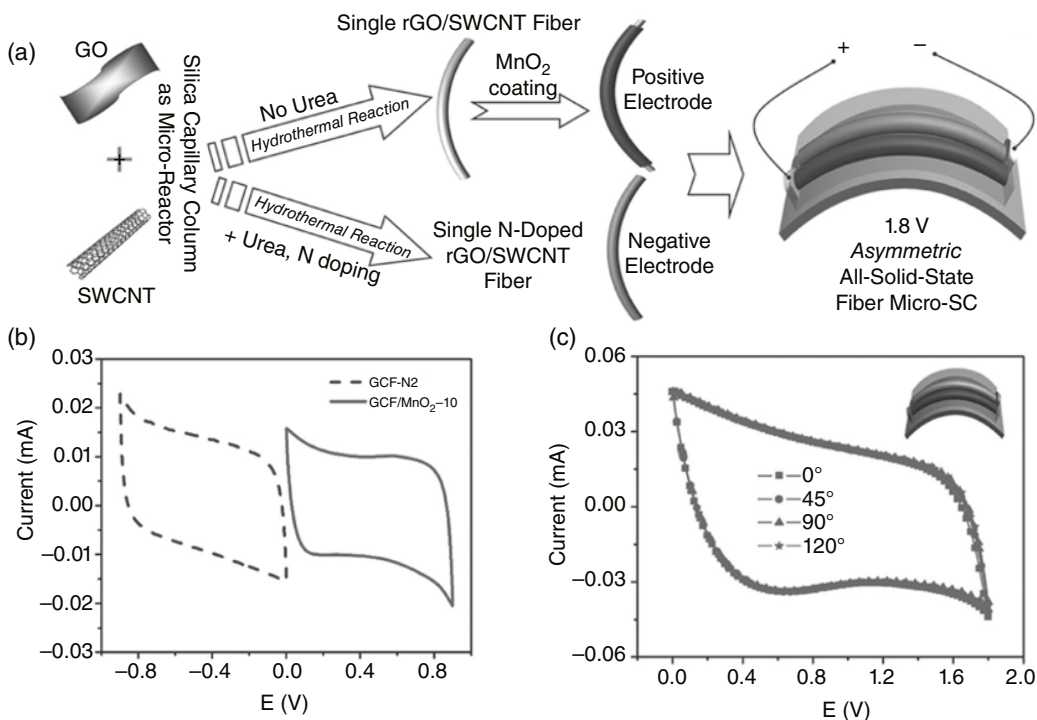 (a)
GO
+
SWCNT
Silica Capillary Column
as Micro-Reactor
No Urea
Hydrothermal Reaction
Hydrothermal Reaction
+ Urea, N doping
Single rGO/SWCNT Fiber
MnO₂
coating
Positive
Electrode
Single N-Doped
rGO/SWCNT
Fiber
Negative
Electrode
+
–
1.8 V
Asymmetric
All-Solid-State
Fiber Micro-SC
(b)
0.03
0.02
0.01
0.00
–0.01
–0.02
–0.03
Current (mA)
GCF-N2
GCF/MnO₂–10
–0.8
–0.4
0.0
0.4
0.8
E (V)
(c)
0.06
0.03
0.00
–0.03
–0.06
Current (mA)
0°
45°
90°
120°
0.0
0.4
0.8
1.2
1.6
2.0
E (V)